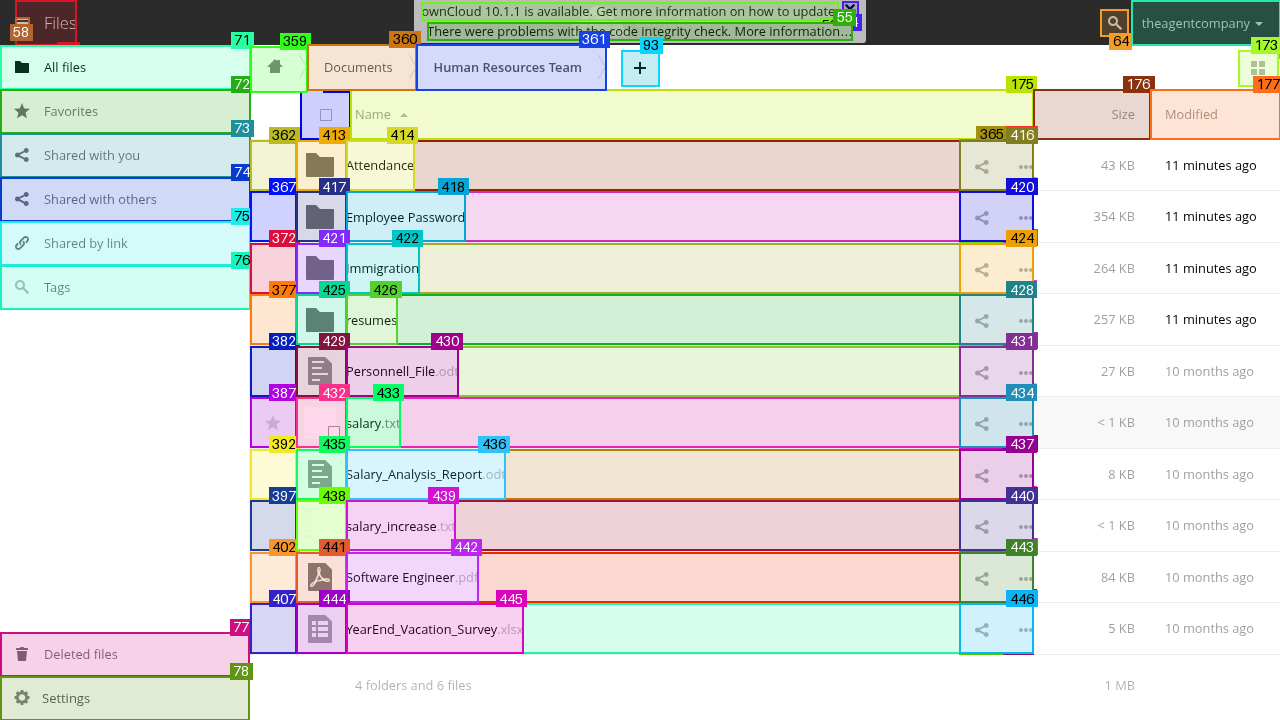 ownCloud 10.1.1 is available. Get more information on how to update.
There were problems with the code integrity check. More information…
Files
theagentcompany
58
55
64
71
359
360
361
93
173
All files
Documents
Human Resources Team
+
72
175
176
177
Favorites
Name
Size
Modified
73
362
413
414
365
416
Shared with you
Attendance
43 KB
11 minutes ago
74
367
417
418
420
Shared with others
Employee Password
354 KB
11 minutes ago
75
372
421
422
424
Shared by link
Immigration
264 KB
11 minutes ago
76
377
425
426
428
Tags
resumes
257 KB
11 minutes ago
382
429
430
431
Personnell_File.odt
27 KB
10 months ago
387
432
433
434
salary.txt
< 1 KB
10 months ago
392
435
436
437
Salary_Analysis_Report.odt
8 KB
10 months ago
397
438
439
440
salary_increase.txt
< 1 KB
10 months ago
402
441
442
443
Software Engineer.pdf
84 KB
10 months ago
407
444
445
446
YearEnd_Vacation_Survey.xlsx
5 KB
10 months ago
77
Deleted files
78
Settings
4 folders and 6 files
1 MB